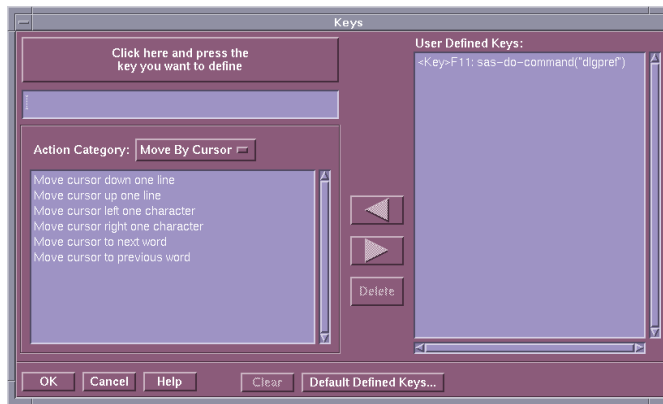 Keys
Click here and press the
key you want to define
User Defined Keys:
<Key>F11: sas-do-command("dlgpref")
Action Category: Move By Cursor
Move cursor down one line
Move cursor up one line
Move cursor left one character
Move cursor right one character
Move cursor to next word
Move cursor to previous word
Delete
OK Cancel Help Clear Default Defined Keys...